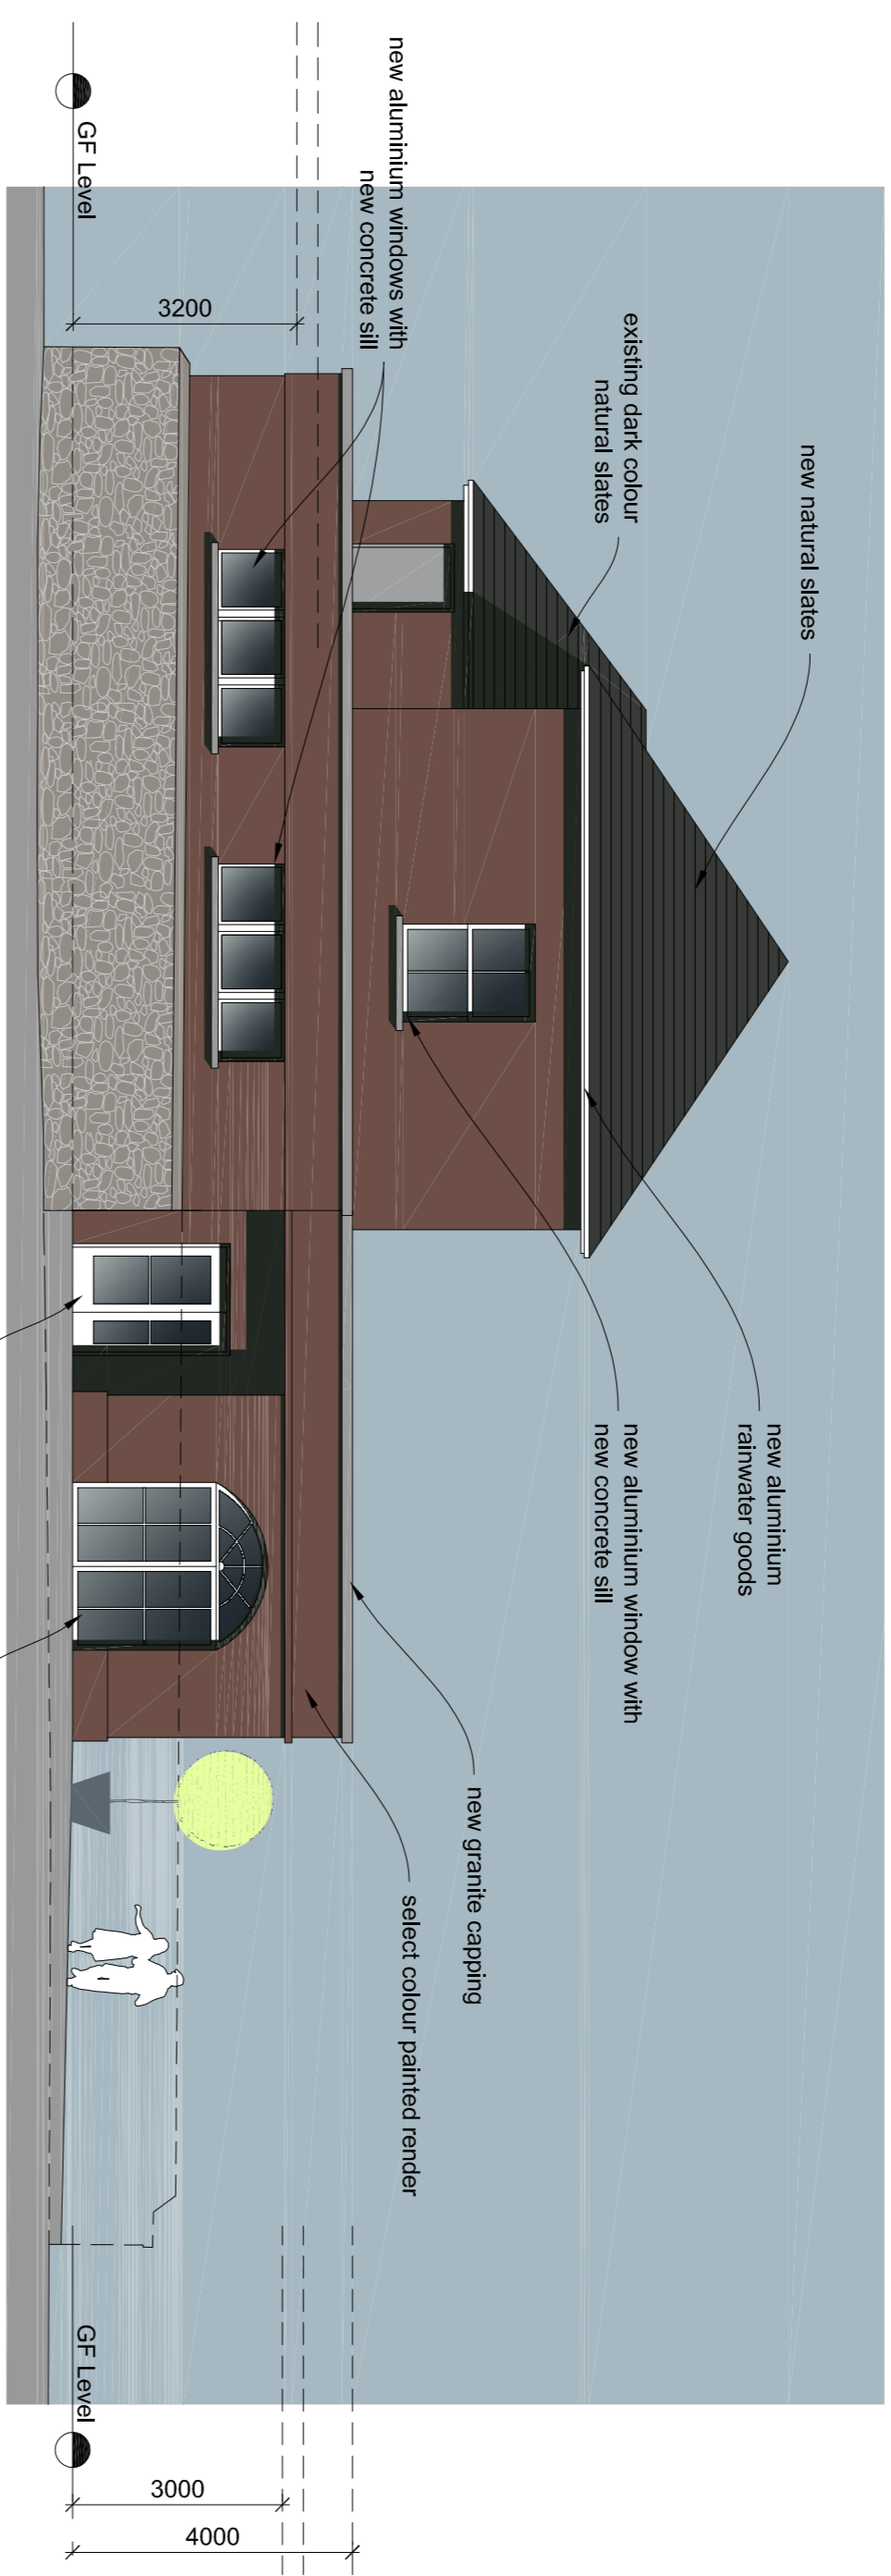 new natural slates
existing dark colour
natural slates
new aluminium
rainwater goods
new aluminium windows with
new concrete sill
new aluminium window with
new concrete sill
new granite capping
select colour painted render
3200
GF Level
GF Level
3000
4000